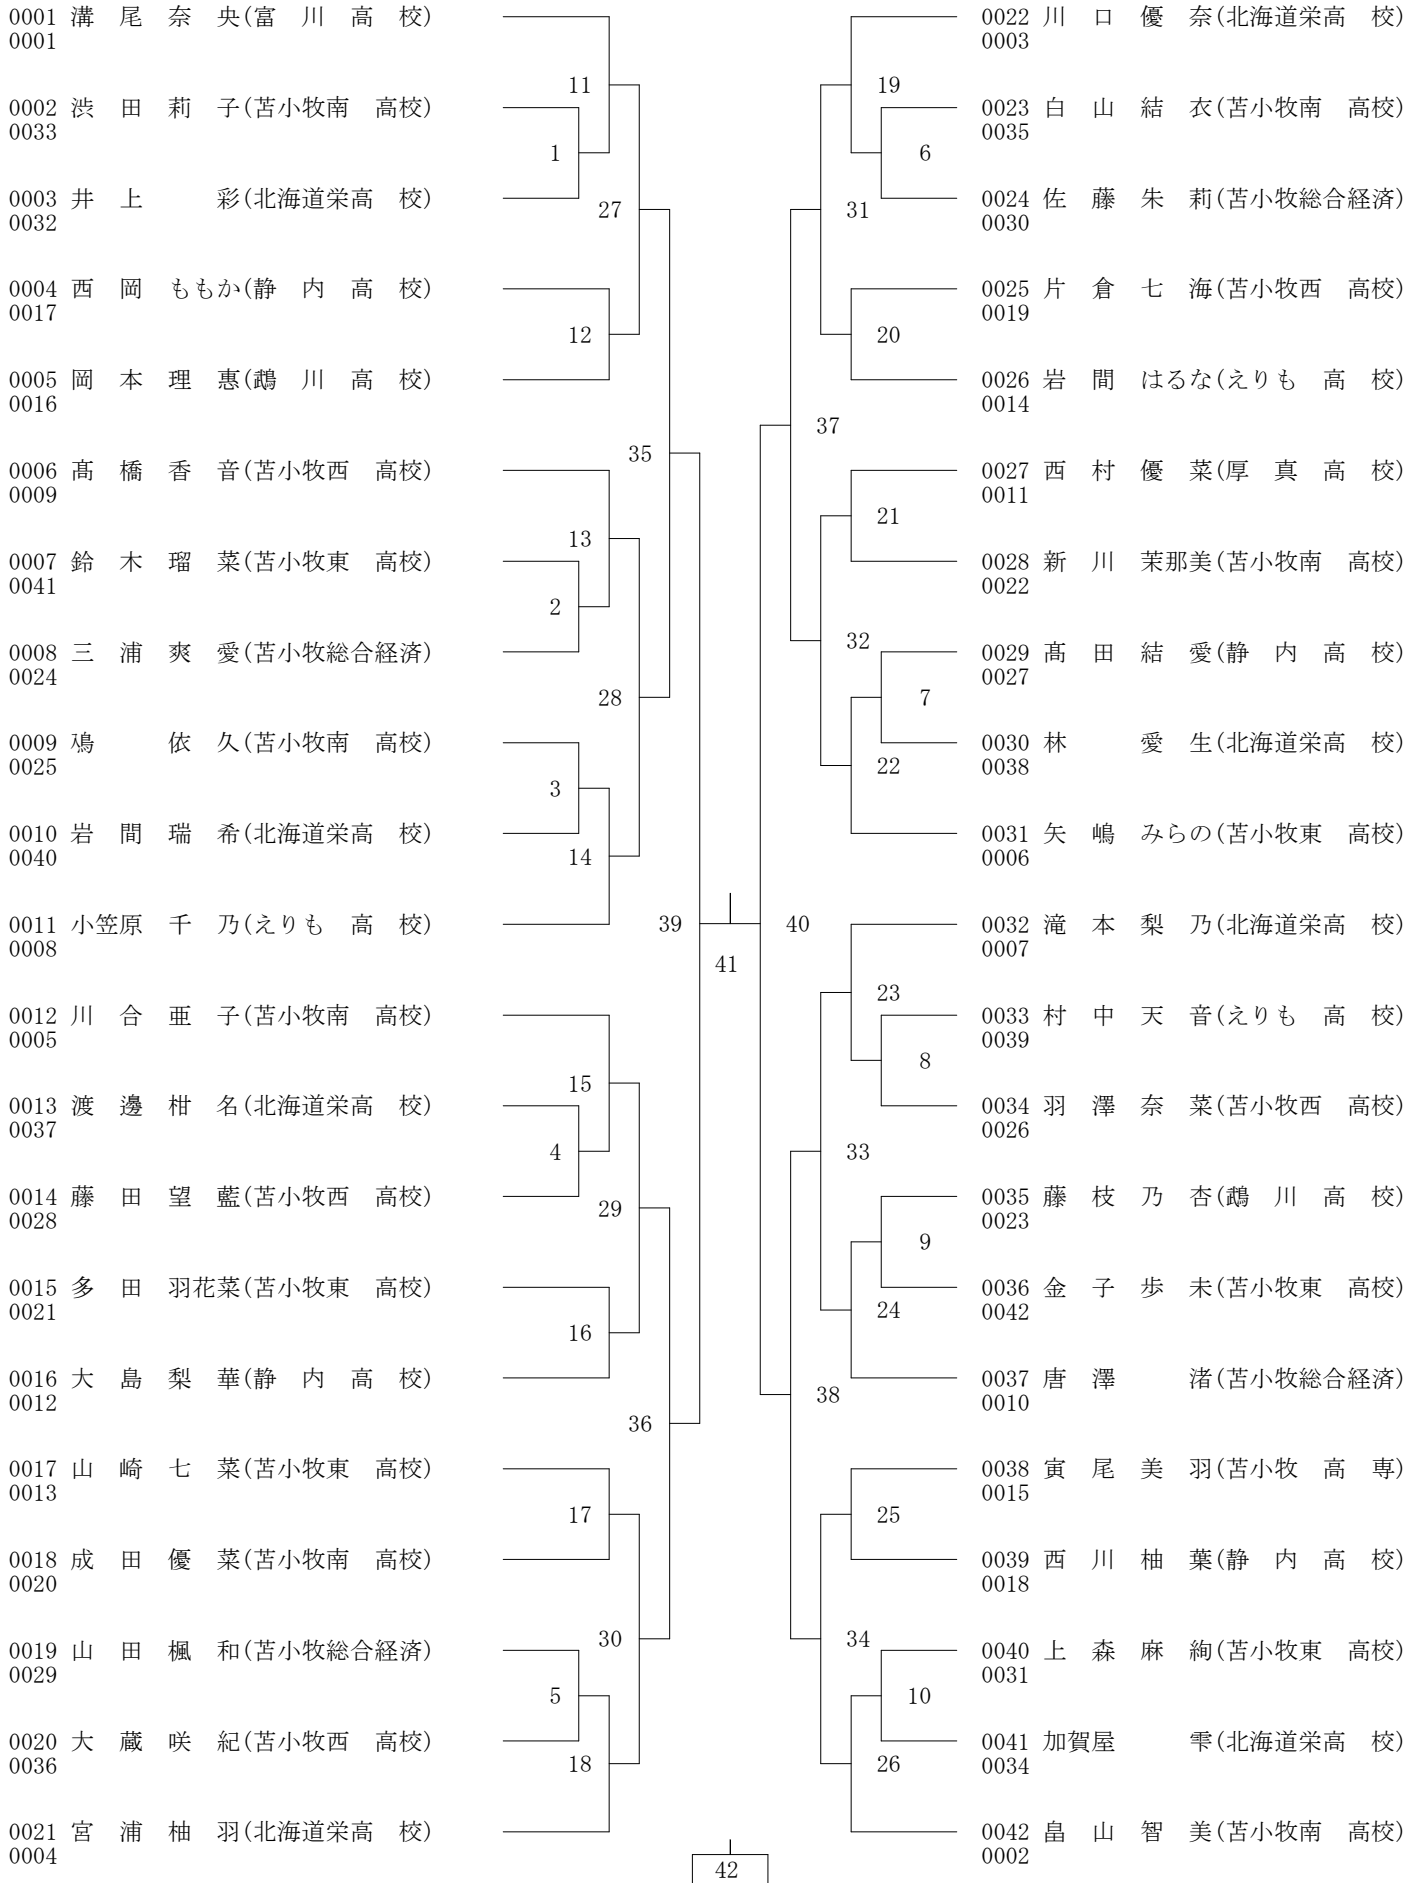 0001 溝 尾 奈 央(富 川 高 校)
0001
11
0002 渋 田 莉 子(苫小牧南 高校)
0033
1
0003 井 上 彩(北海道栄高 校)
0032
27
0004 西 岡 ももか(静 内 高 校)
0017
12
0005 岡 本 理 惠(鵡 川 高 校)
0016
35
0006 髙 橋 香 音(苫小牧西 高校)
0009
13
0007 鈴 木 瑠 菜(苫小牧東 高校)
0041
2
0008 三 浦 爽 愛(苫小牧総合経済)
0024
28
0009 鳰 依 久(苫小牧南 高校)
0025
3
0010 岩 間 瑞 希(北海道栄高 校)
0040
14
0011 小笠原 千 乃(えりも 高 校)
0008
39
0012 川 合 亜 子(苫小牧南 高校)
0005
15
0013 渡 邊 柑 名(北海道栄高 校)
0037
4
0014 藤 田 望 藍(苫小牧西 高校)
0028
29
0015 多 田 羽花菜(苫小牧東 高校)
0021
16
0016 大 島 梨 華(静 内 高 校)
0012
36
0017 山 崎 七 菜(苫小牧東 高校)
0013
17
0018 成 田 優 菜(苫小牧南 高校)
0020
30
0019 山 田 楓 和(苫小牧総合経済)
0029
5
0020 大 蔵 咲 紀(苫小牧西 高校)
0036
18
0021 宮 浦 柚 羽(北海道栄高 校)
0004
41
42
0022 川 口 優 奈(北海道栄高 校)
0003
19
0023 白 山 結 衣(苫小牧南 高校)
0035
6
0024 佐 藤 朱 莉(苫小牧総合経済)
0030
31
0025 片 倉 七 海(苫小牧西 高校)
0019
20
0026 岩 間 はるな(えりも 高 校)
0014
37
0027 西 村 優 菜(厚 真 高 校)
0011
21
0028 新 川 茉那美(苫小牧南 高校)
0022
32
0029 髙 田 結 愛(静 内 高 校)
0027
7
0030 林 愛 生(北海道栄高 校)
0038
22
0031 矢 嶋 みらの(苫小牧東 高校)
0006
40
0032 滝 本 梨 乃(北海道栄高 校)
0007
23
0033 村 中 天 音(えりも 高 校)
0039
8
0034 羽 澤 奈 菜(苫小牧西 高校)
0026
33
0035 藤 枝 乃 杏(鵡 川 高 校)
0023
9
0036 金 子 歩 未(苫小牧東 高校)
0042
24
0037 唐 澤 渚(苫小牧総合経済)
0010
38
0038 寅 尾 美 羽(苫小牧 高 専)
0015
25
0039 西 川 柚 葉(静 内 高 校)
0018
34
0040 上 森 麻 絢(苫小牧東 高校)
0031
10
0041 加賀屋 雫(北海道栄高 校)
0034
26
0042 畠 山 智 美(苫小牧南 高校)
0002